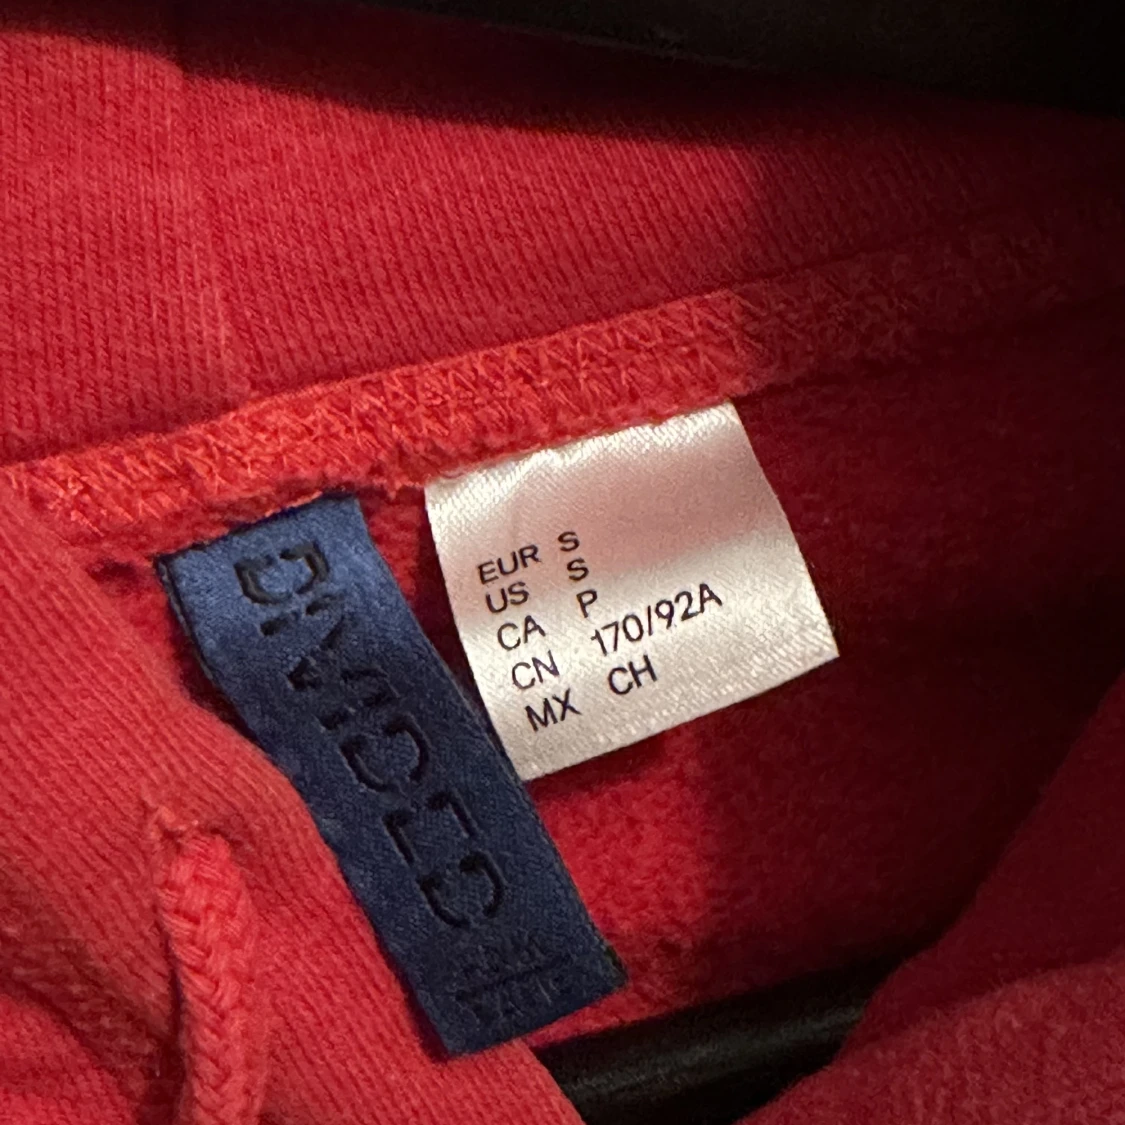 DIVIDED
EUR S
US S
CA P
CN 170/92A
MX CH